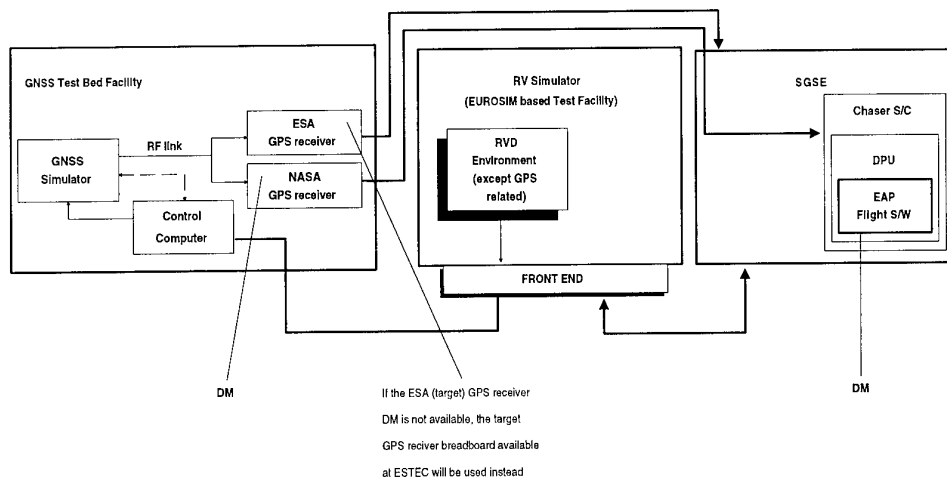 GNSS Test Bed Facility
ESA
GPS receiver
RF link
GNSS
Simulator
NASA
GPS receiver
Control
Computer
RV Simulator
(EUROSIM based Test Facility)
RVD
Environment
(except GPS
related)
FRONT END
SGSE
Chaser S/C
DPU
EAP
Flight S/W
DM
If the ESA (target) GPS receiver
DM is not available, the target
GPS reciver breadboard available
at ESTEC will be used instead
DM